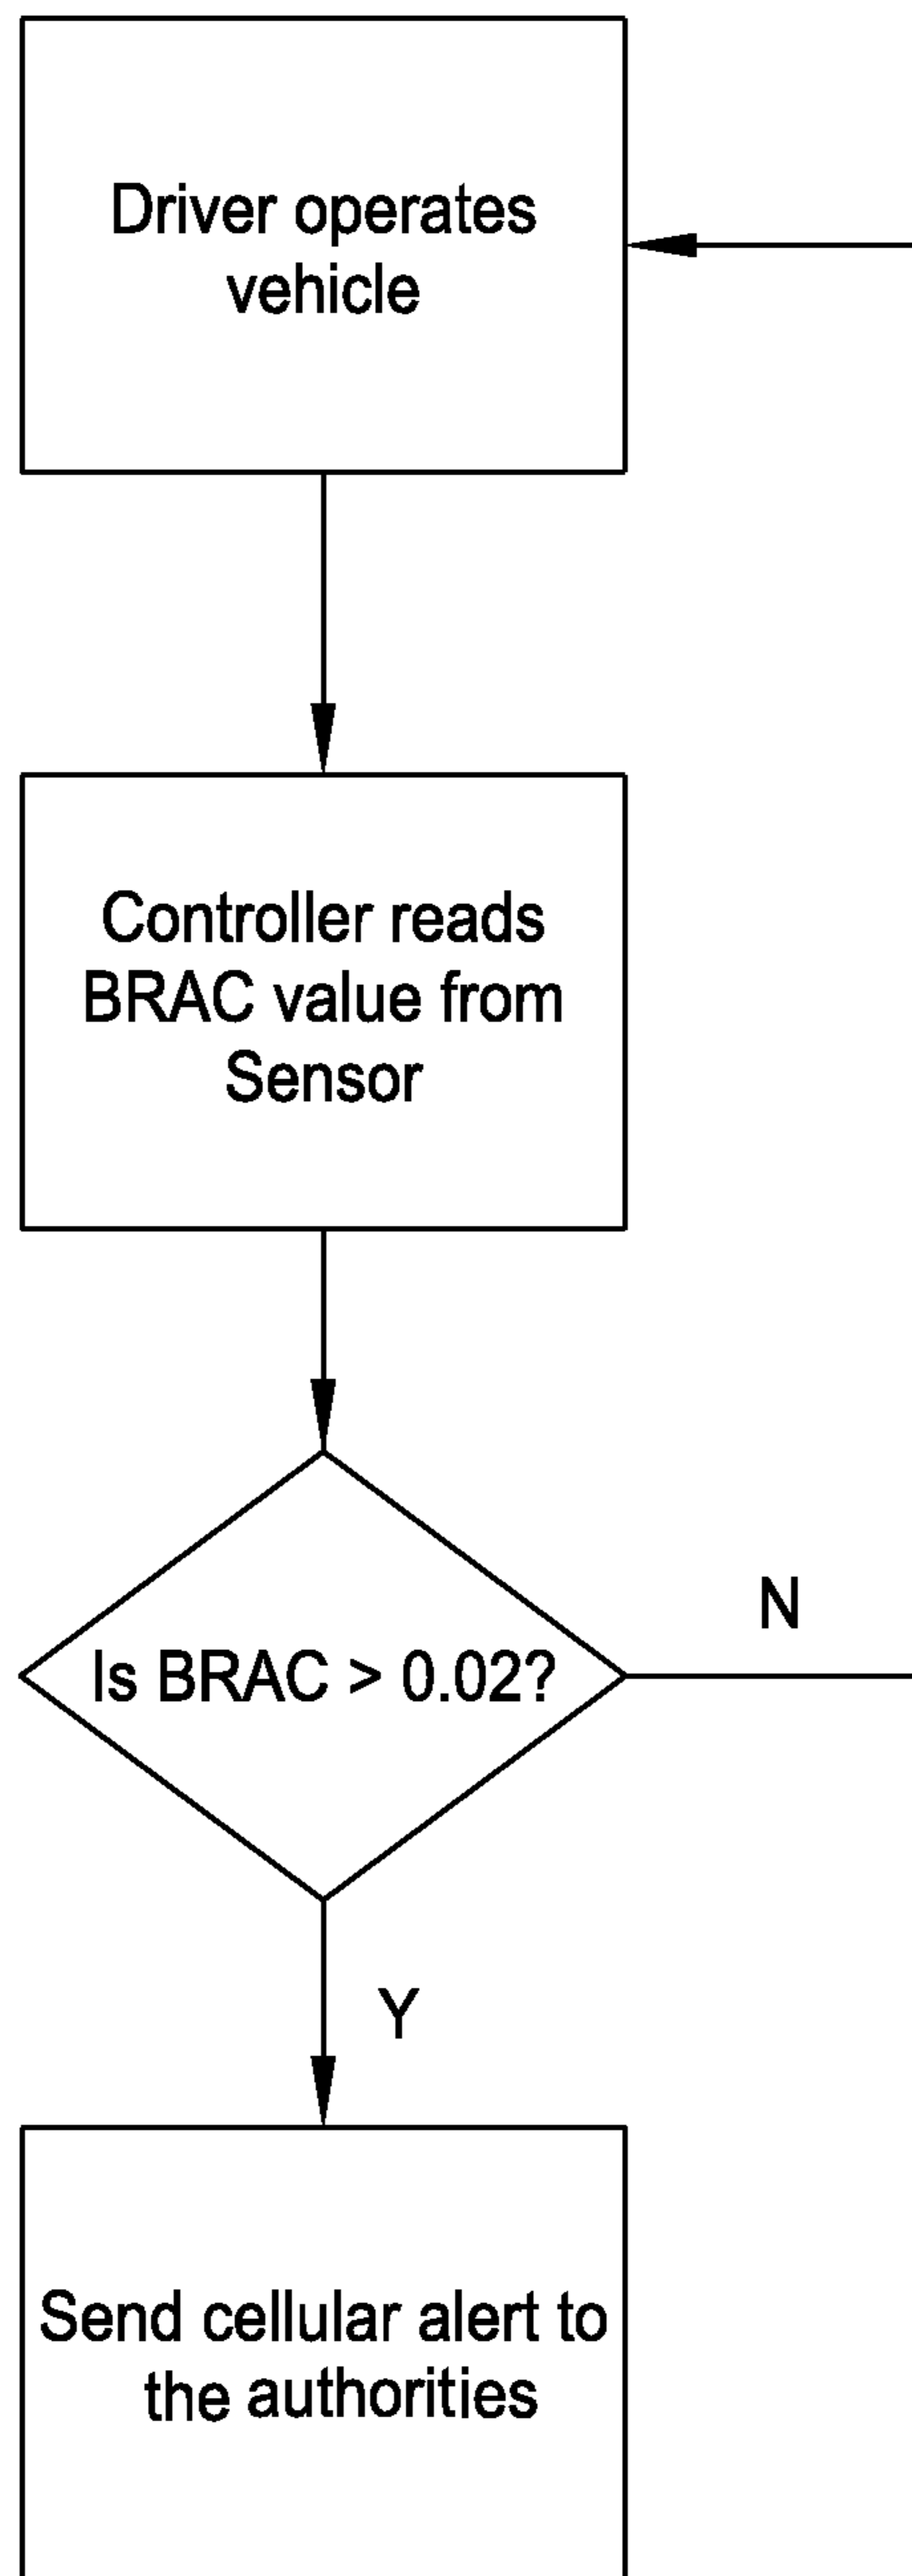 Driver operates
vehicle
Controller reads
BRAC value from
Sensor
N
Is BRAC > 0.02?
Y
Send cellular alert to
the authorities